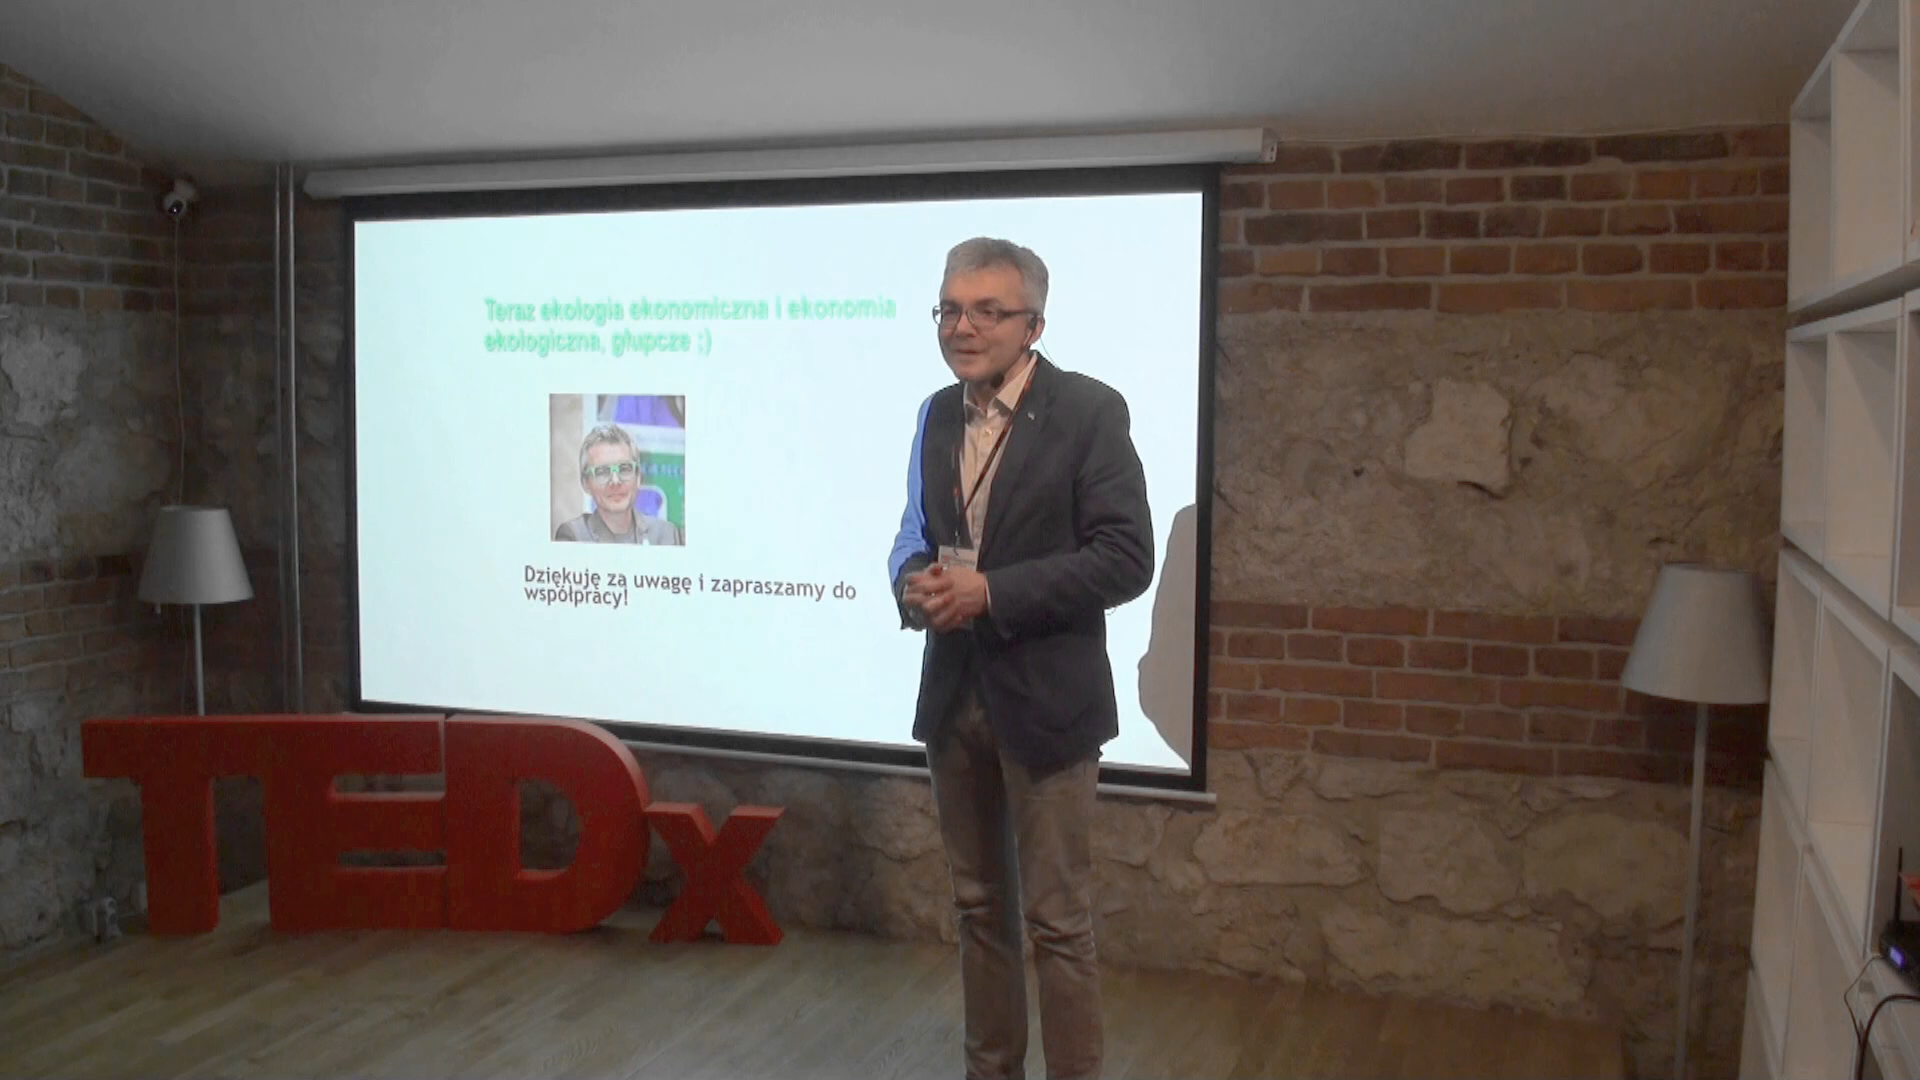 Teraz ekologia ekonomiczna i ekonomia
ekologiczna, głupcze ;)
Dziękuję za uwagę i zapraszamy do
współpracy!
TEDx